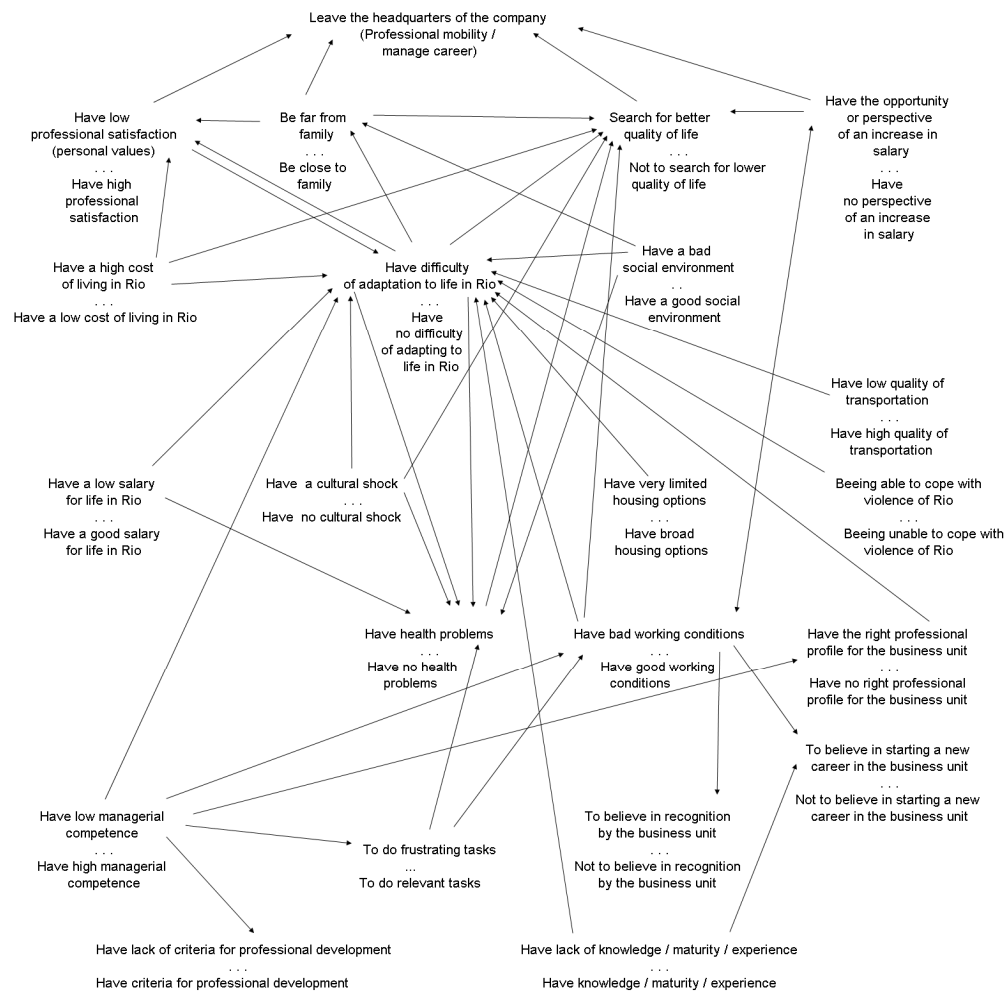 Leave the headquarters of the company
(Professional mobility /
manage career)
Have low
professional satisfaction
(personal values)
. . .
Have high
professional
satisfaction
Be far from
family
. . .
Be close to
family
Search for better
quality of life
. . .
Not to search for lower
quality of life
Have the opportunity
or perspective
of an increase in
salary
. . .
Have
no perspective
of an increase
in salary
Have a high cost
of living in Rio
. . .
Have a low cost of living in Rio
Have difficulty
of adaptation to life in Rio
. . .
Have
no difficulty
of adapting to
life in Rio
Have a bad
social environment
. .
Have a good social
environment
Have low quality of
transportation
. . .
Have high quality of
transportation
Have a low salary
for life in Rio
. . .
Have a good salary
for life in Rio
Have a cultural shock
. . .
Have no cultural shock
Have very limited
housing options
. . .
Have broad
housing options
Beeing able to cope with
violence of Rio
. . .
Beeing unable to cope with
violence of Rio
Have health problems
. . .
Have no health
problems
Have bad working conditions
. . .
Have good working
conditions
Have the right professional
profile for the business unit
. . .
Have no right professional
profile for the business unit
To believe in starting a new
career in the business unit
. . .
Not to believe in starting a new
career in the business unit
Have low managerial
competence
. . .
Have high managerial
competence
To do frustrating tasks
...
To do relevant tasks
To believe in recognition
by the business unit
. . .
Not to believe in recognition
by the business unit
Have lack of criteria for professional development
. . .
Have criteria for professional development
Have lack of knowledge / maturity / experience
. . .
Have knowledge / maturity / experience